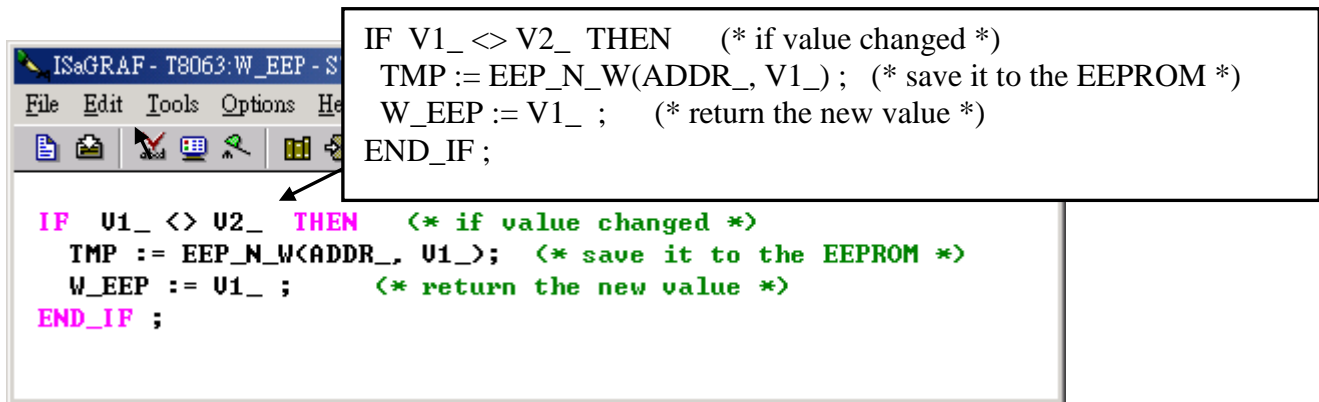 IF V1_ <> V2_ THEN (* if value changed *)
TMP := EEP_N_W(ADDR_, V1_) ; (* save it to the EEPROM *)
W_EEP := V1_ ; (* return the new value *)
END_IF ;
ISaGRAF - T8063:W_EEP - S
File Edit Tools Options He
IF V1_ <> V2_ THEN (* if value changed *)
TMP := EEP_N_W(ADDR_, V1_); (* save it to the EEPROM *)
W_EEP := V1_ ; (* return the new value *)
END_IF ;